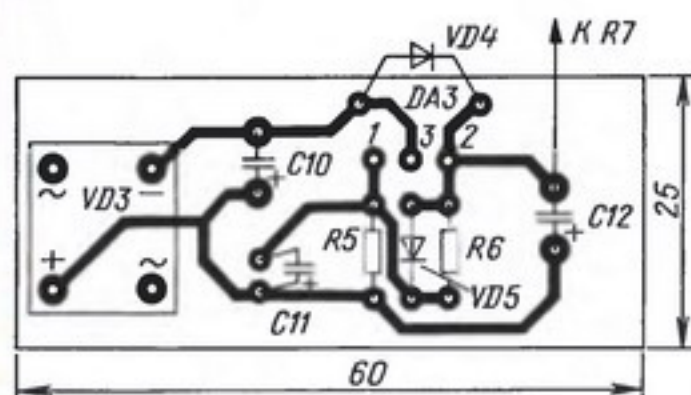 VD4
К R7
DA3
1 3 2
~ VD3 −
C10
+
C12
+
25
R5
R6
+ ~
C11
+
VD5
60